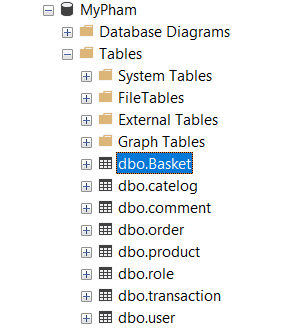 MyPham
Database Diagrams
Tables
System Tables
FileTables
External Tables
Graph Tables
dbo.Basket
dbo.catelog
dbo.comment
dbo.order
dbo.product
dbo.role
dbo.transaction
dbo.user